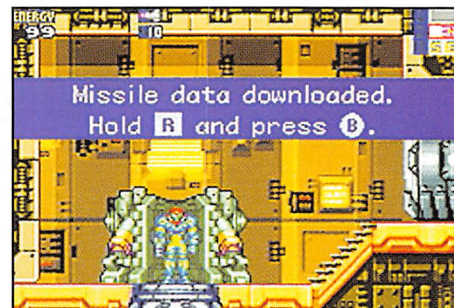 ENERGY
99
10
Missile data downloaded.
Hold R and press B.